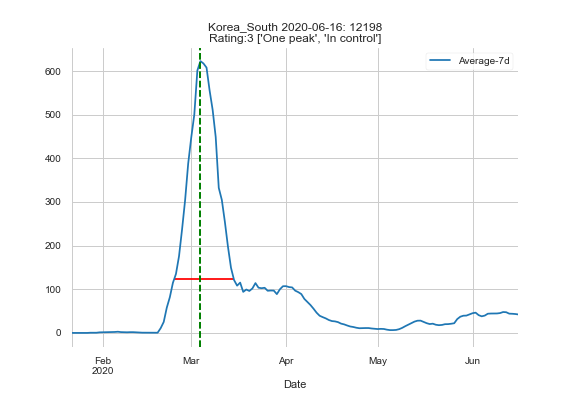 Korea_South 2020-06-16: 12198
Rating:3 ['One peak', 'In control']
Average-7d
600
500
400
300
200
100
0
Feb
2020
Mar
Apr
May
Jun
Date